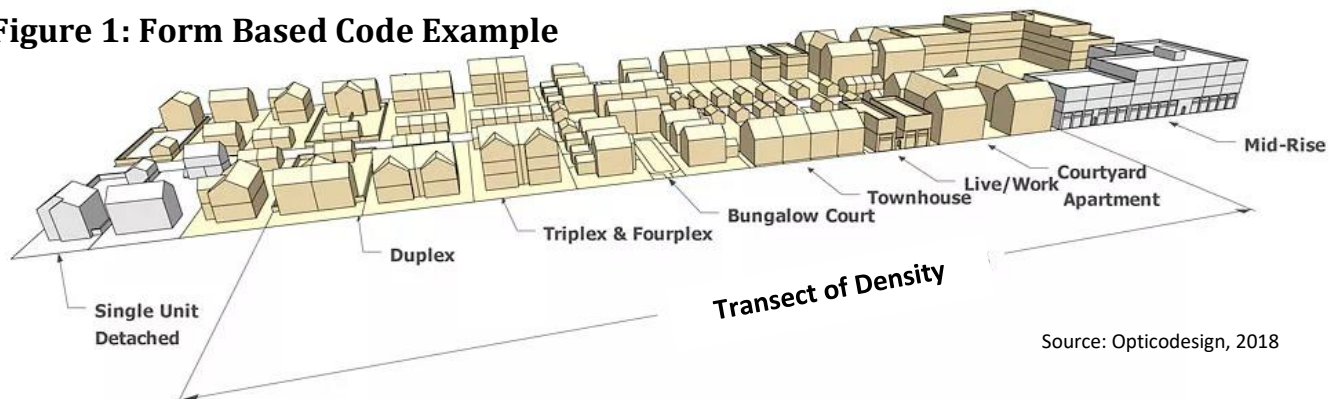 Figure 1: Form Based Code Example
Mid-Rise
Courtyard
Apartment
Live/Work
Townhouse
Bungalow Court
Triplex & Fourplex
Duplex
Single Unit
Detached
Transect of Density
Source: Opticodesign, 2018